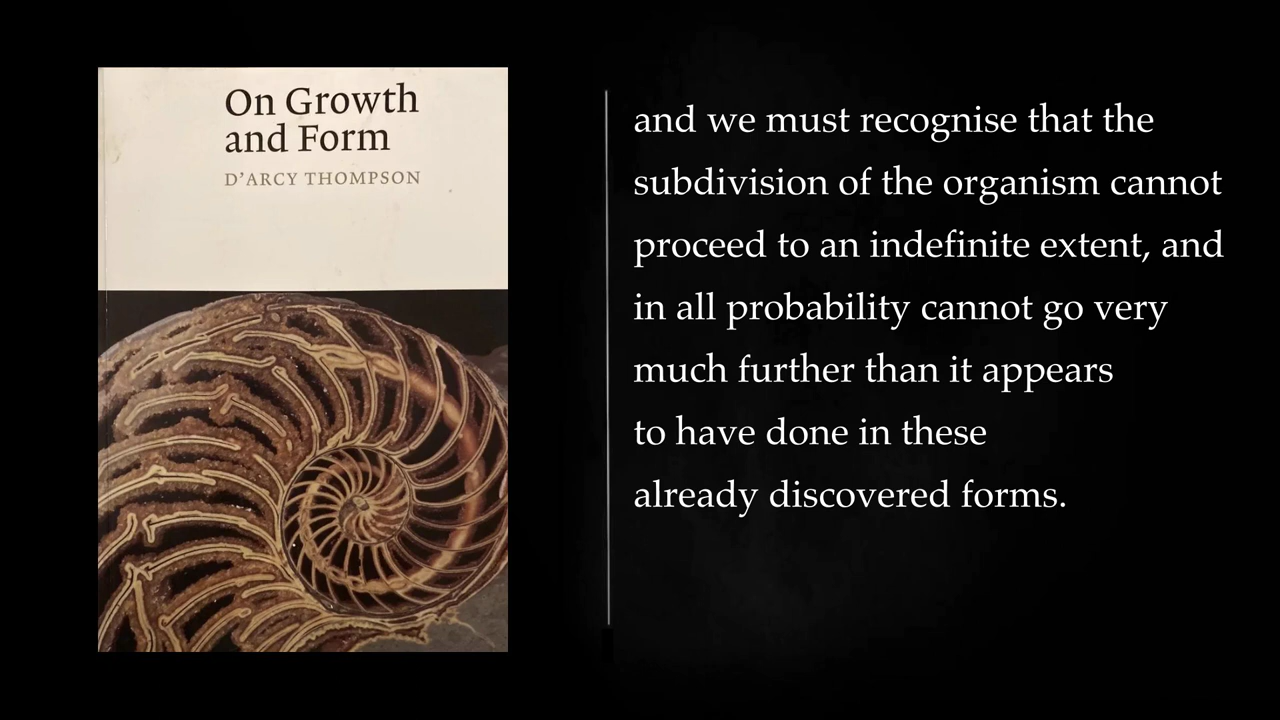 On Growth
and Form
D'ARCY THOMPSON
and we must recognise that the
subdivision of the organism cannot
proceed to an indefinite extent, and
in all probability cannot go very
much further than it appears
to have done in these
already discovered forms.